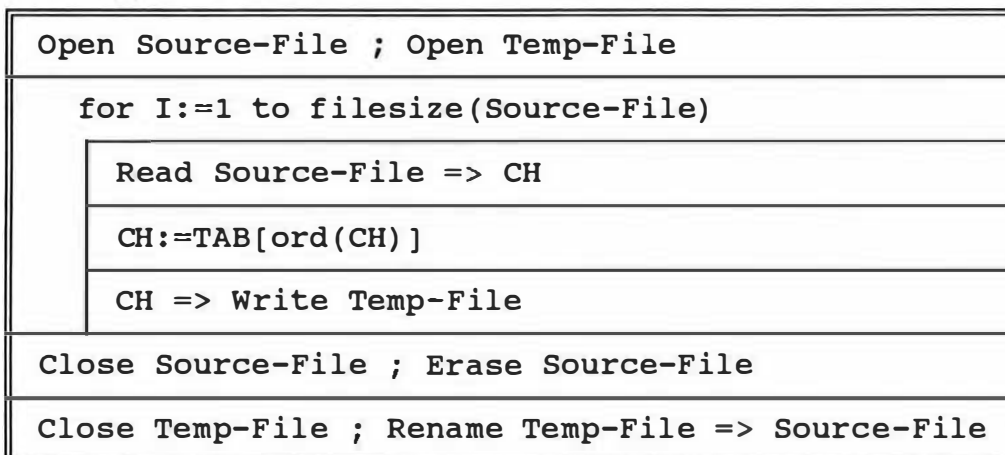 Open Source-File ; Open Temp-File
for I:=1 to filesize(Source-File)
Read Source-File => CH
CH:=TAB[ord(CH)]
CH => Write Temp-File
Close Source-File ; Erase Source-File
Close Temp-File ; Rename Temp-File => Source-File